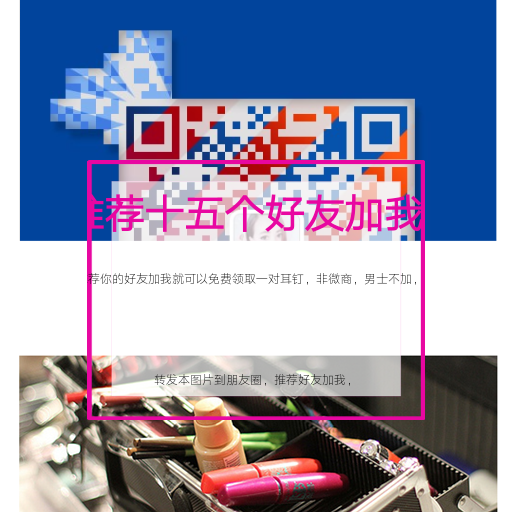 推荐十五个好友加我
荐你的好友加我就可以免费领取一对耳钉，非微商，男士不加，
转发本图片到朋友圈，推荐好友加我，